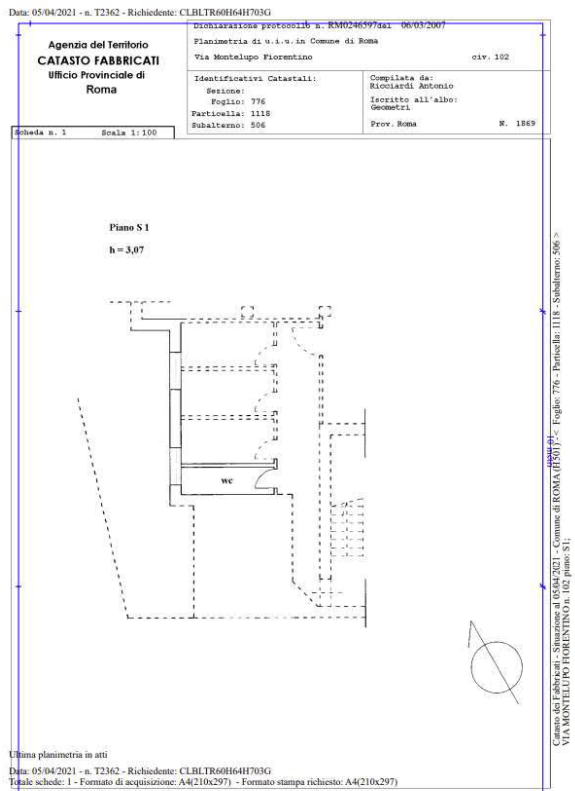 Data: 05/04/2021 - n. T2362 - Richiedente: CLBLTR60H64H703G
Agenzia del Territorio
CATASTO FABBRICATI
Ufficio Provinciale di
Roma
Dichiarazione protocollo n. RM0246597del 06/03/2007
Planimetria di u.i.u.in Comune di Roma
Via Montelupo Fiorentino civ. 102
Identificativi Catastali:
Sezione:
Foglio: 776
Particella: 1118
Subalterno: 506
Compilata da:
Ricciardi Antonio
Iscritto all'albo:
Geometri
Prov. Roma N. 1869
Scheda n. 1 Scala 1:100
Piano S 1
h = 3,07
wc
Catasto dei Fabbricati - Situazione al 05/04/2021 - Comune di ROMA (H501) - < Foglio: 776 - Particella: 1118 - Subalterno: 506 >
VIA MONTELUPO FIORENTINO n. 102 piano: S1;
Ultima planimetria in atti
Data: 05/04/2021 - n. T2362 - Richiedente: CLBLTR60H64H703G
Totale schede: 1 - Formato di acquisizione: A4(210x297) - Formato stampa richiesto: A4(210x297)